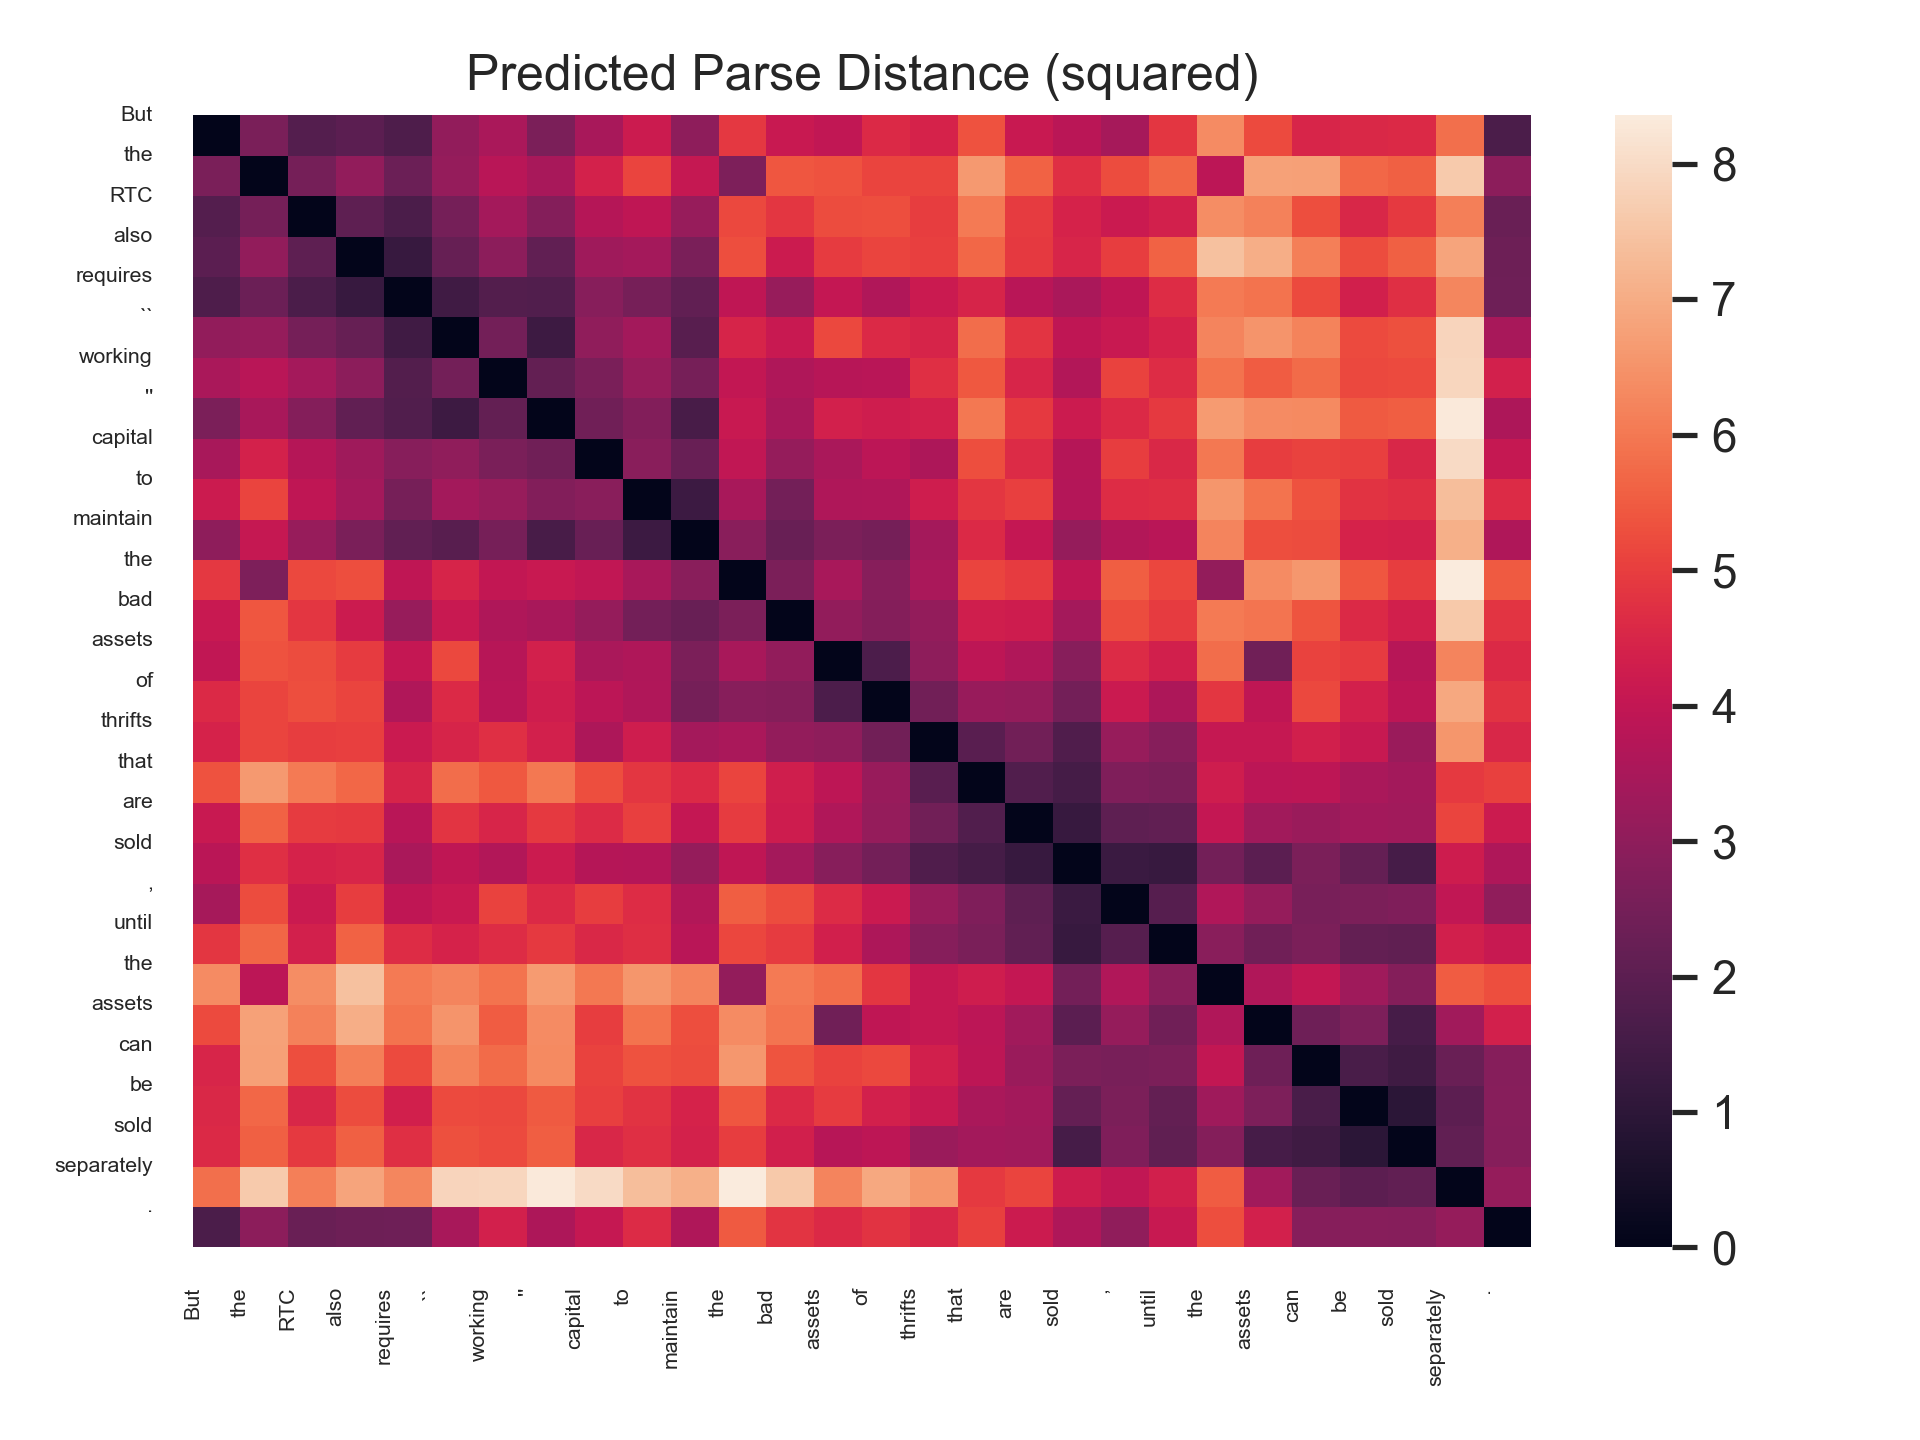 Predicted Parse Distance (squared)
But
the
RTC
also
requires
``
working
''
capital
to
maintain
the
bad
assets
of
thrifts
that
are
sold
,
until
the
assets
can
be
sold
separately
.
8
7
6
5
4
3
2
1
0
But the RTC also requires `` working '' capital to maintain the bad assets of thrifts that are sold , until the assets can be sold separately .